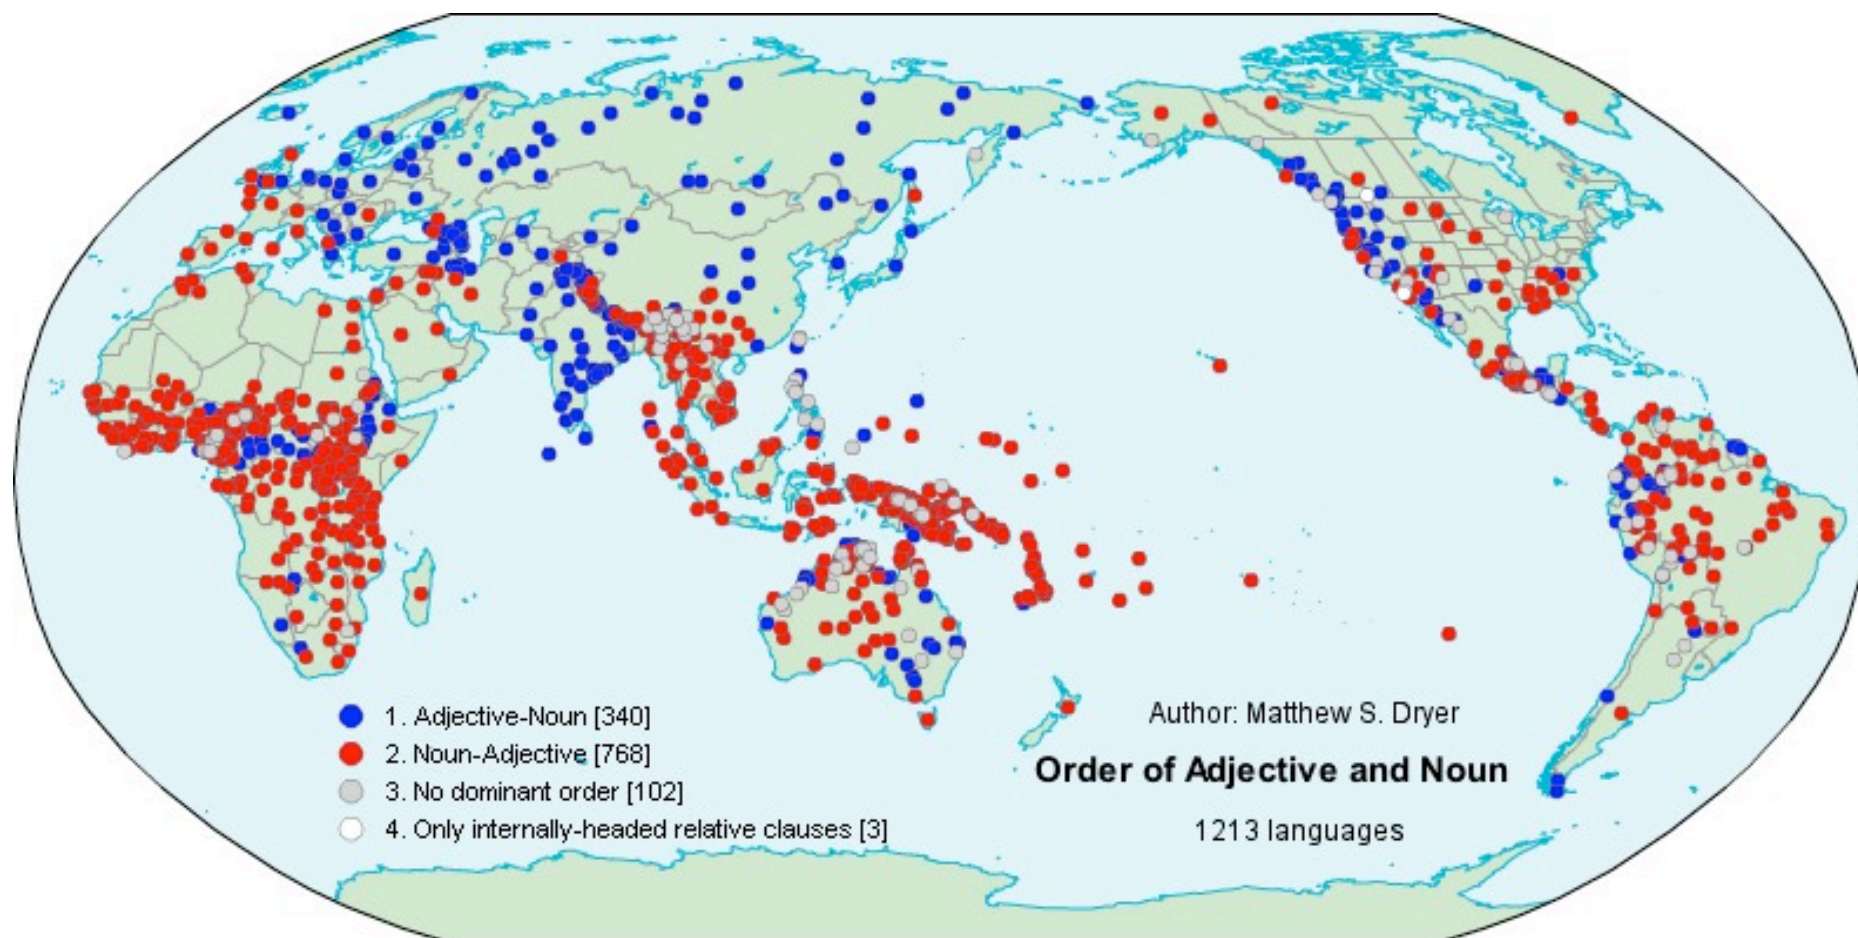 1. Adjective-Noun [340]
2. Noun-Adjective [768]
3. No dominant order [102]
4. Only internally-headed relative clauses [3]
Author: Matthew S. Dryer
Order of Adjective and Noun
1213 languages